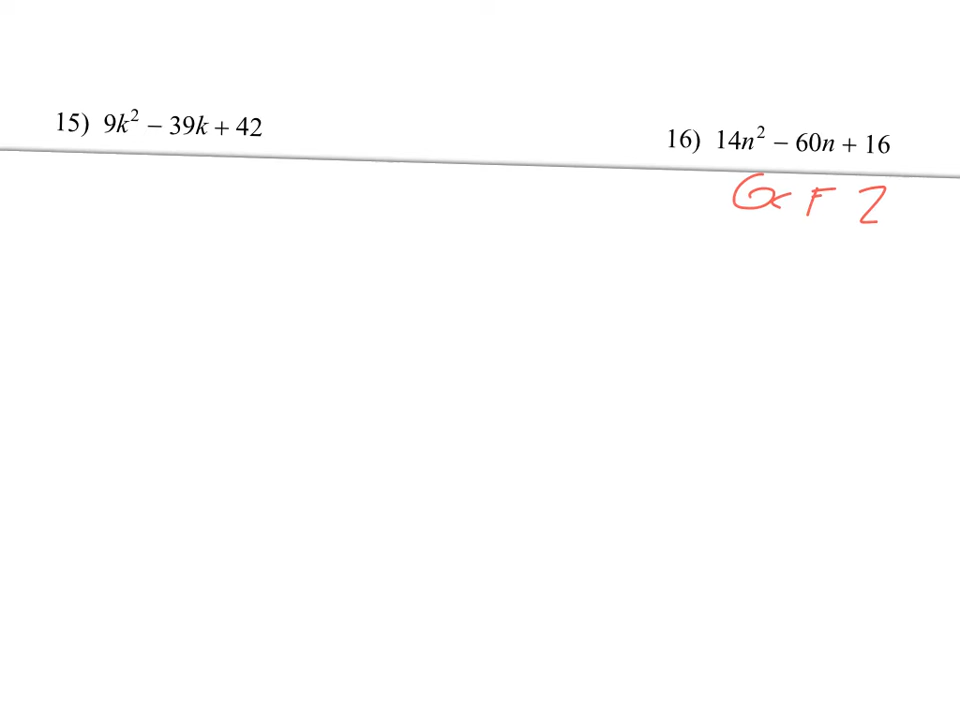 15) 9k² − 39k + 42
16) 14n² − 60n + 16
GCF 2